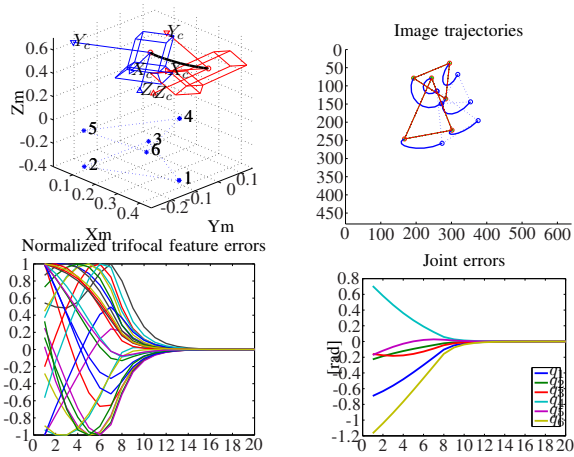 Image trajectories
0.6
0.4
0.2
0
-0.2
-0.4
Zm
Y_c
Y_c
X_c
X_c
Z_c
5
4
3
6
2
1
0.1
0.2
0.3
0.4
Xm
-0.2
-0.1
0
0.1
Ym
0
50
100
150
200
250
300
350
400
450
0 100 200 300 400 500 600
Normalized trifocal feature errors
1
0.8
0.6
0.4
0.2
0
-0.2
-0.4
-0.6
-0.8
-1
0 2 4 6 8 10 12 14 16 18 20
Joint errors
[rad]
0.8
0.6
0.4
0.2
0
-0.2
-0.4
-0.6
-0.8
-1
-1.2
0 2 4 6 8 10 12 14 16 18 20
q1
q2
q3
q4
q5
q6